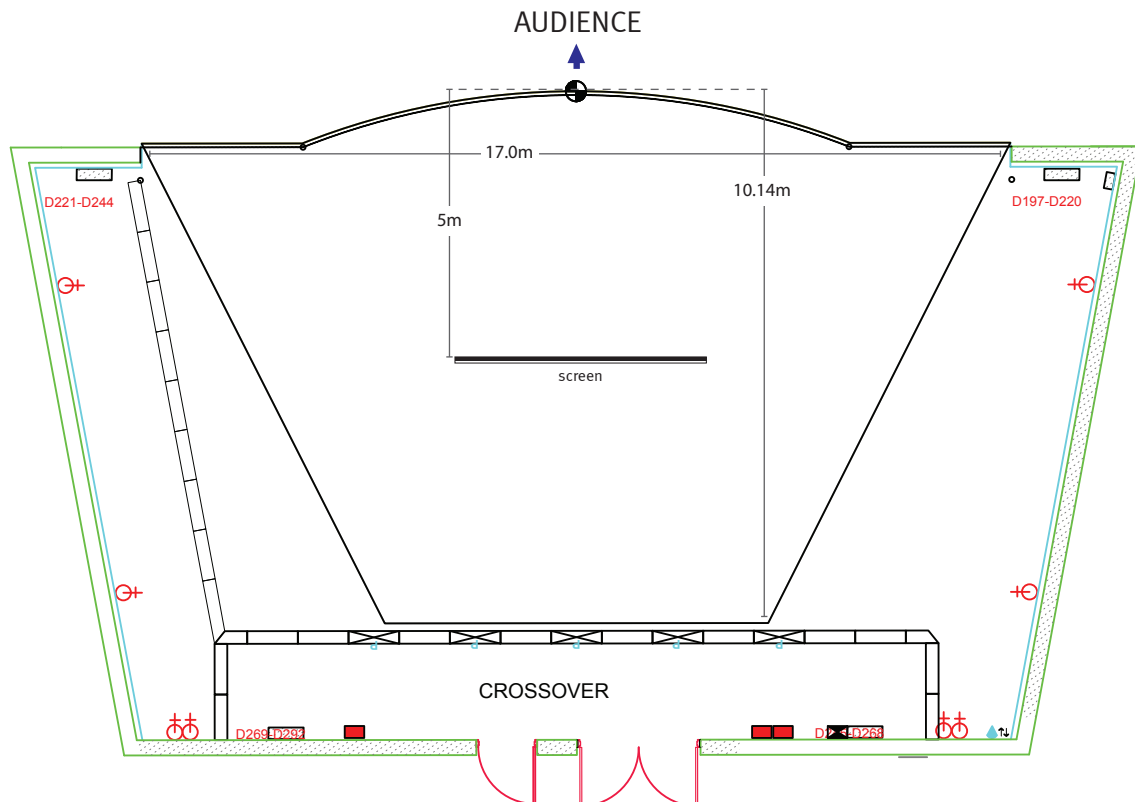 AUDIENCE
17.0m
10.14m
D221-D244
D197-D220
5m
screen
CROSSOVER
D269-D292